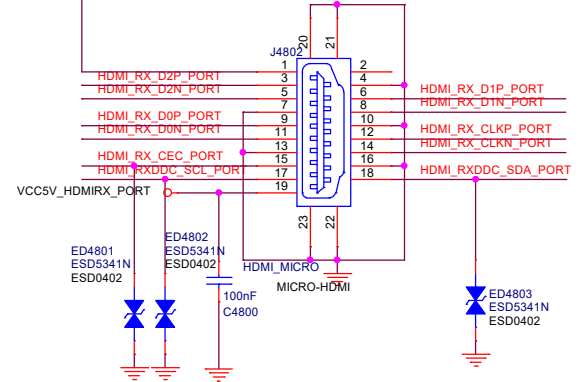 20
21
J4802
1
2
HDMI_RX_D2P_PORT
3
4
HDMI_RX_D2N_PORT
5
6
HDMI_RX_D1P_PORT
7
8
HDMI_RX_D1N_PORT
HDMI_RX_D0P_PORT
9
10
HDMI_RX_D0N_PORT
11
12
HDMI_RX_CLKP_PORT
13
14
HDMI_RX_CLKN_PORT
HDMI_RX_CEC_PORT
15
16
HDMI_RXDDC_SCL_PORT
17
18
HDMI_RXDDC_SDA_PORT
VCC5V_HDMIRX_PORT
19
23
22
ED4801
ESD5341N
ESD0402
ED4802
ESD5341N
ESD0402
HDMI_MICRO
MICRO-HDMI
100nF
C4800
ED4803
ESD5341N
ESD0402